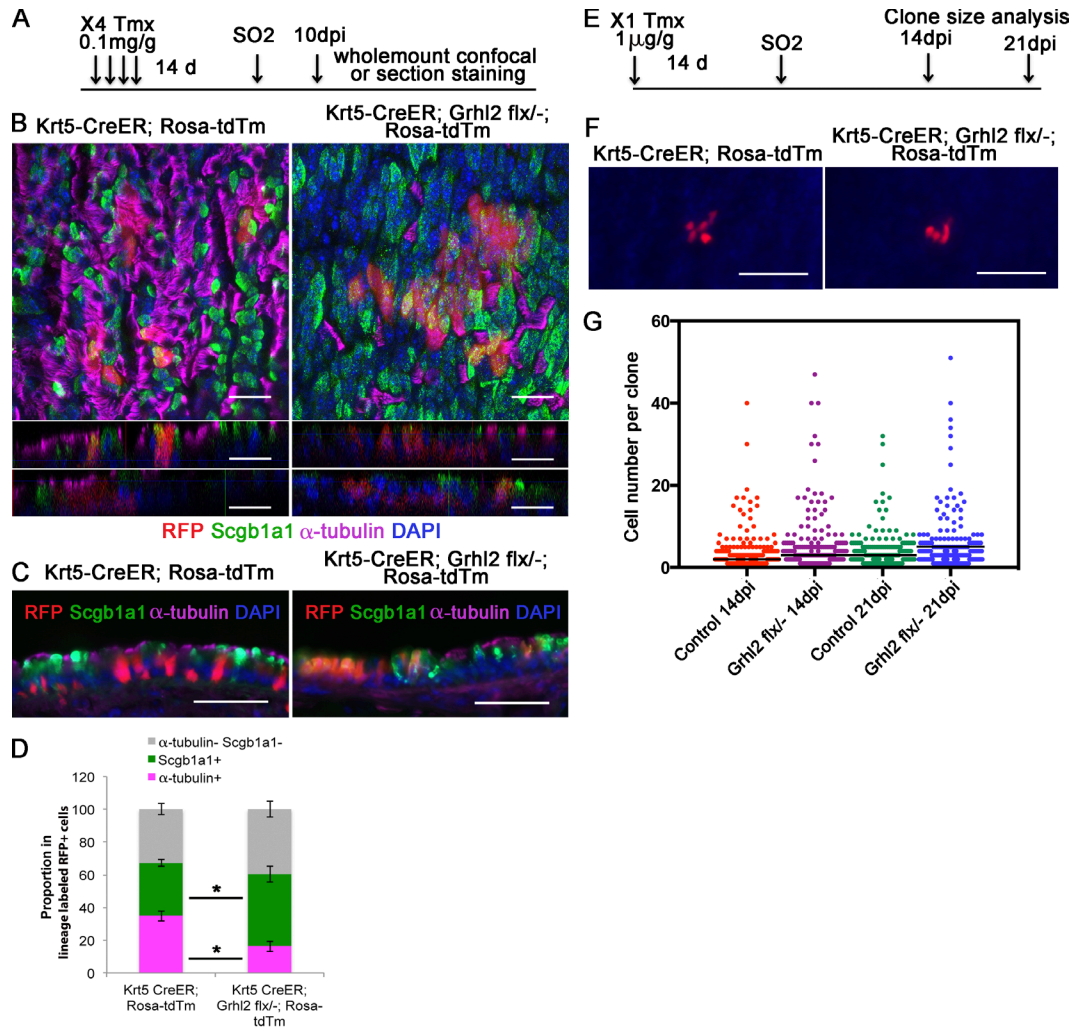 A
X4 Tmx
0.1mg/g
14 d
SO2
10dpi
wholemount confocal
or section staining
B
Krt5-CreER; Rosa-tdTm
Krt5-CreER; Grhl2 flx/-;
Rosa-tdTm
RFP Scgb1a1 α-tubulin DAPI
C
Krt5-CreER; Rosa-tdTm
Krt5-CreER; Grhl2 flx/-;
Rosa-tdTm
RFP Scgb1a1 α-tubulin DAPI
RFP Scgb1a1 α-tubulin DAPI
D
α-tubulin- Scgb1a1-
Scgb1a1+
α-tubulin+
Proportion in
lineage labeled RFP+ cells
120
100
80
60
40
20
0
*
*
Krt5 CreER;
Rosa-tdTm
Krt5 CreER;
Grhl2 flx/-; Rosa-
tdTm
E
X1 Tmx
1μg/g
14 d
SO2
Clone size analysis
14dpi
21dpi
F
Krt5-CreER; Rosa-tdTm
Krt5-CreER; Grhl2 flx/-;
Rosa-tdTm
G
Cell number per clone
60
40
20
0
Control 14dpi
Grhl2 flx/- 14dpi
Control 21dpi
Grhl2 flx/- 21dpi